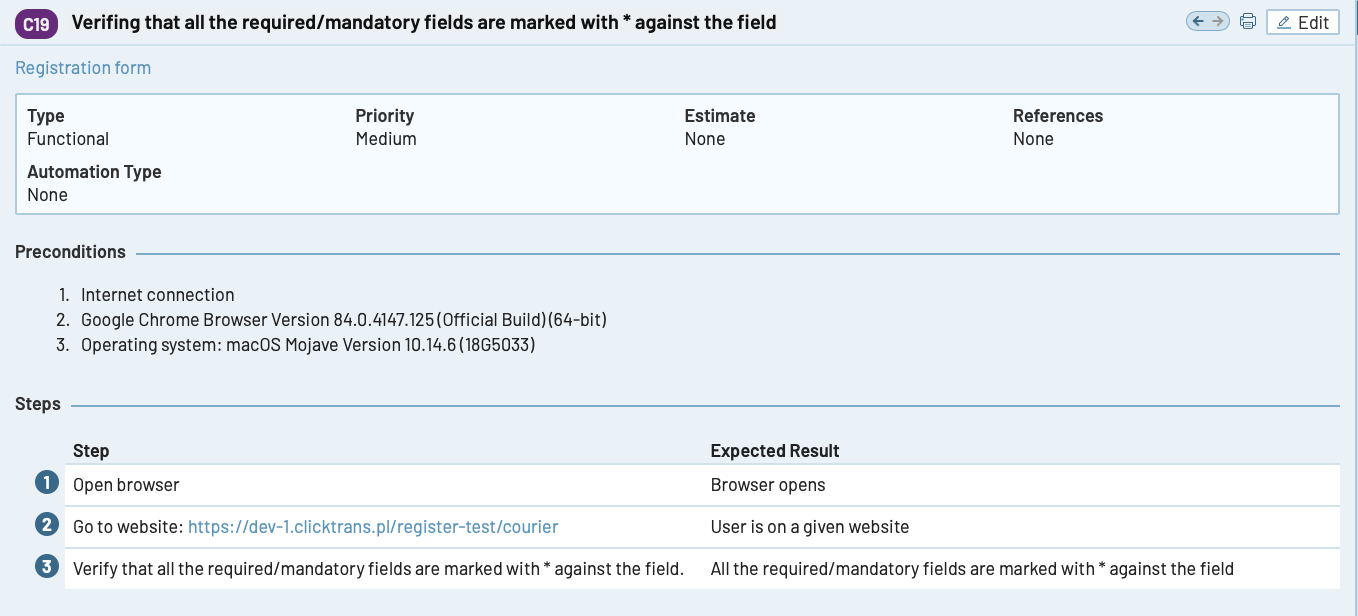 C19 Verifing that all the required/mandatory fields are marked with * against the field
Edit
Registration form
Type Priority Estimate References
Functional Medium None None
Automation Type
None
Preconditions
1. Internet connection
2. Google Chrome Browser Version 84.0.4147.125 (Official Build) (64-bit)
3. Operating system: macOS Mojave Version 10.14.6 (18G5033)
Steps
Step Expected Result
1 Open browser Browser opens
2 Go to website: https://dev-1.clicktrans.pl/register-test/courier User is on a given website
3 Verify that all the required/mandatory fields are marked with * against the field. All the required/mandatory fields are marked with * against the field